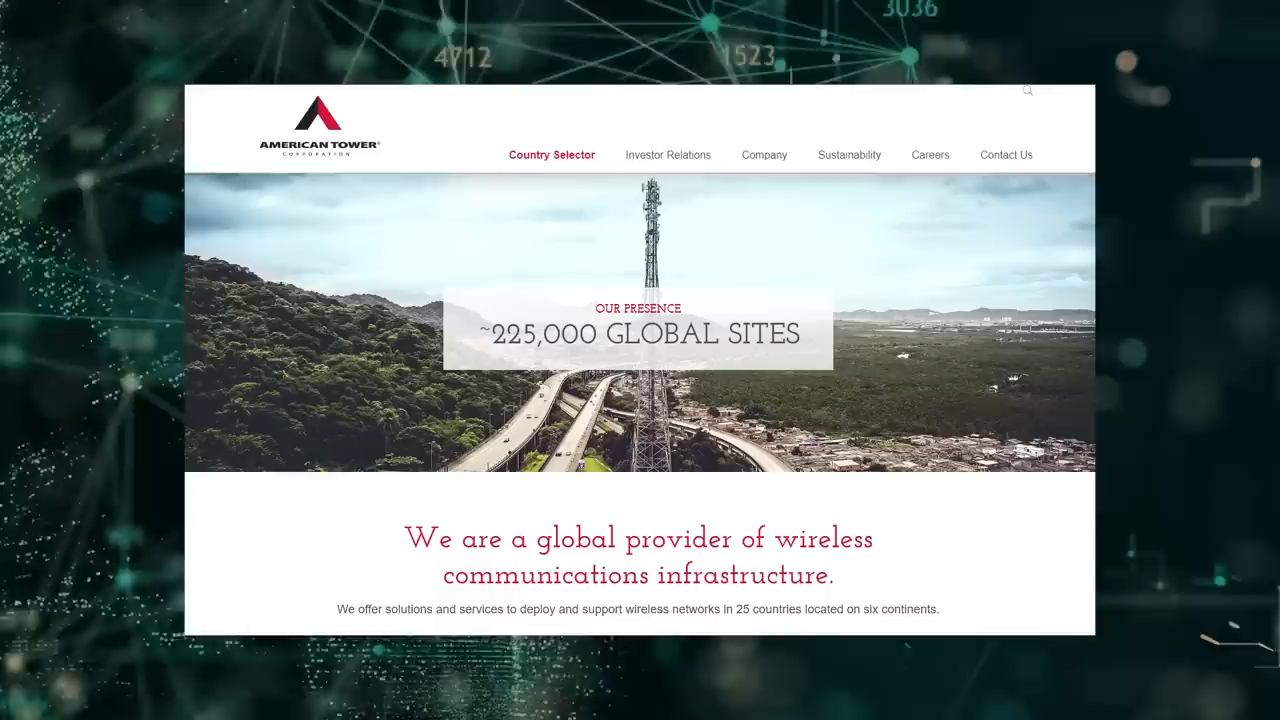 3036
4712
1523
AMERICAN TOWER®
CORPORATION
Country Selector Investor Relations Company Sustainability Careers Contact Us
OUR PRESENCE
~225,000 GLOBAL SITES
We are a global provider of wireless
communications infrastructure.
We offer solutions and services to deploy and support wireless networks in 25 countries located on six continents.